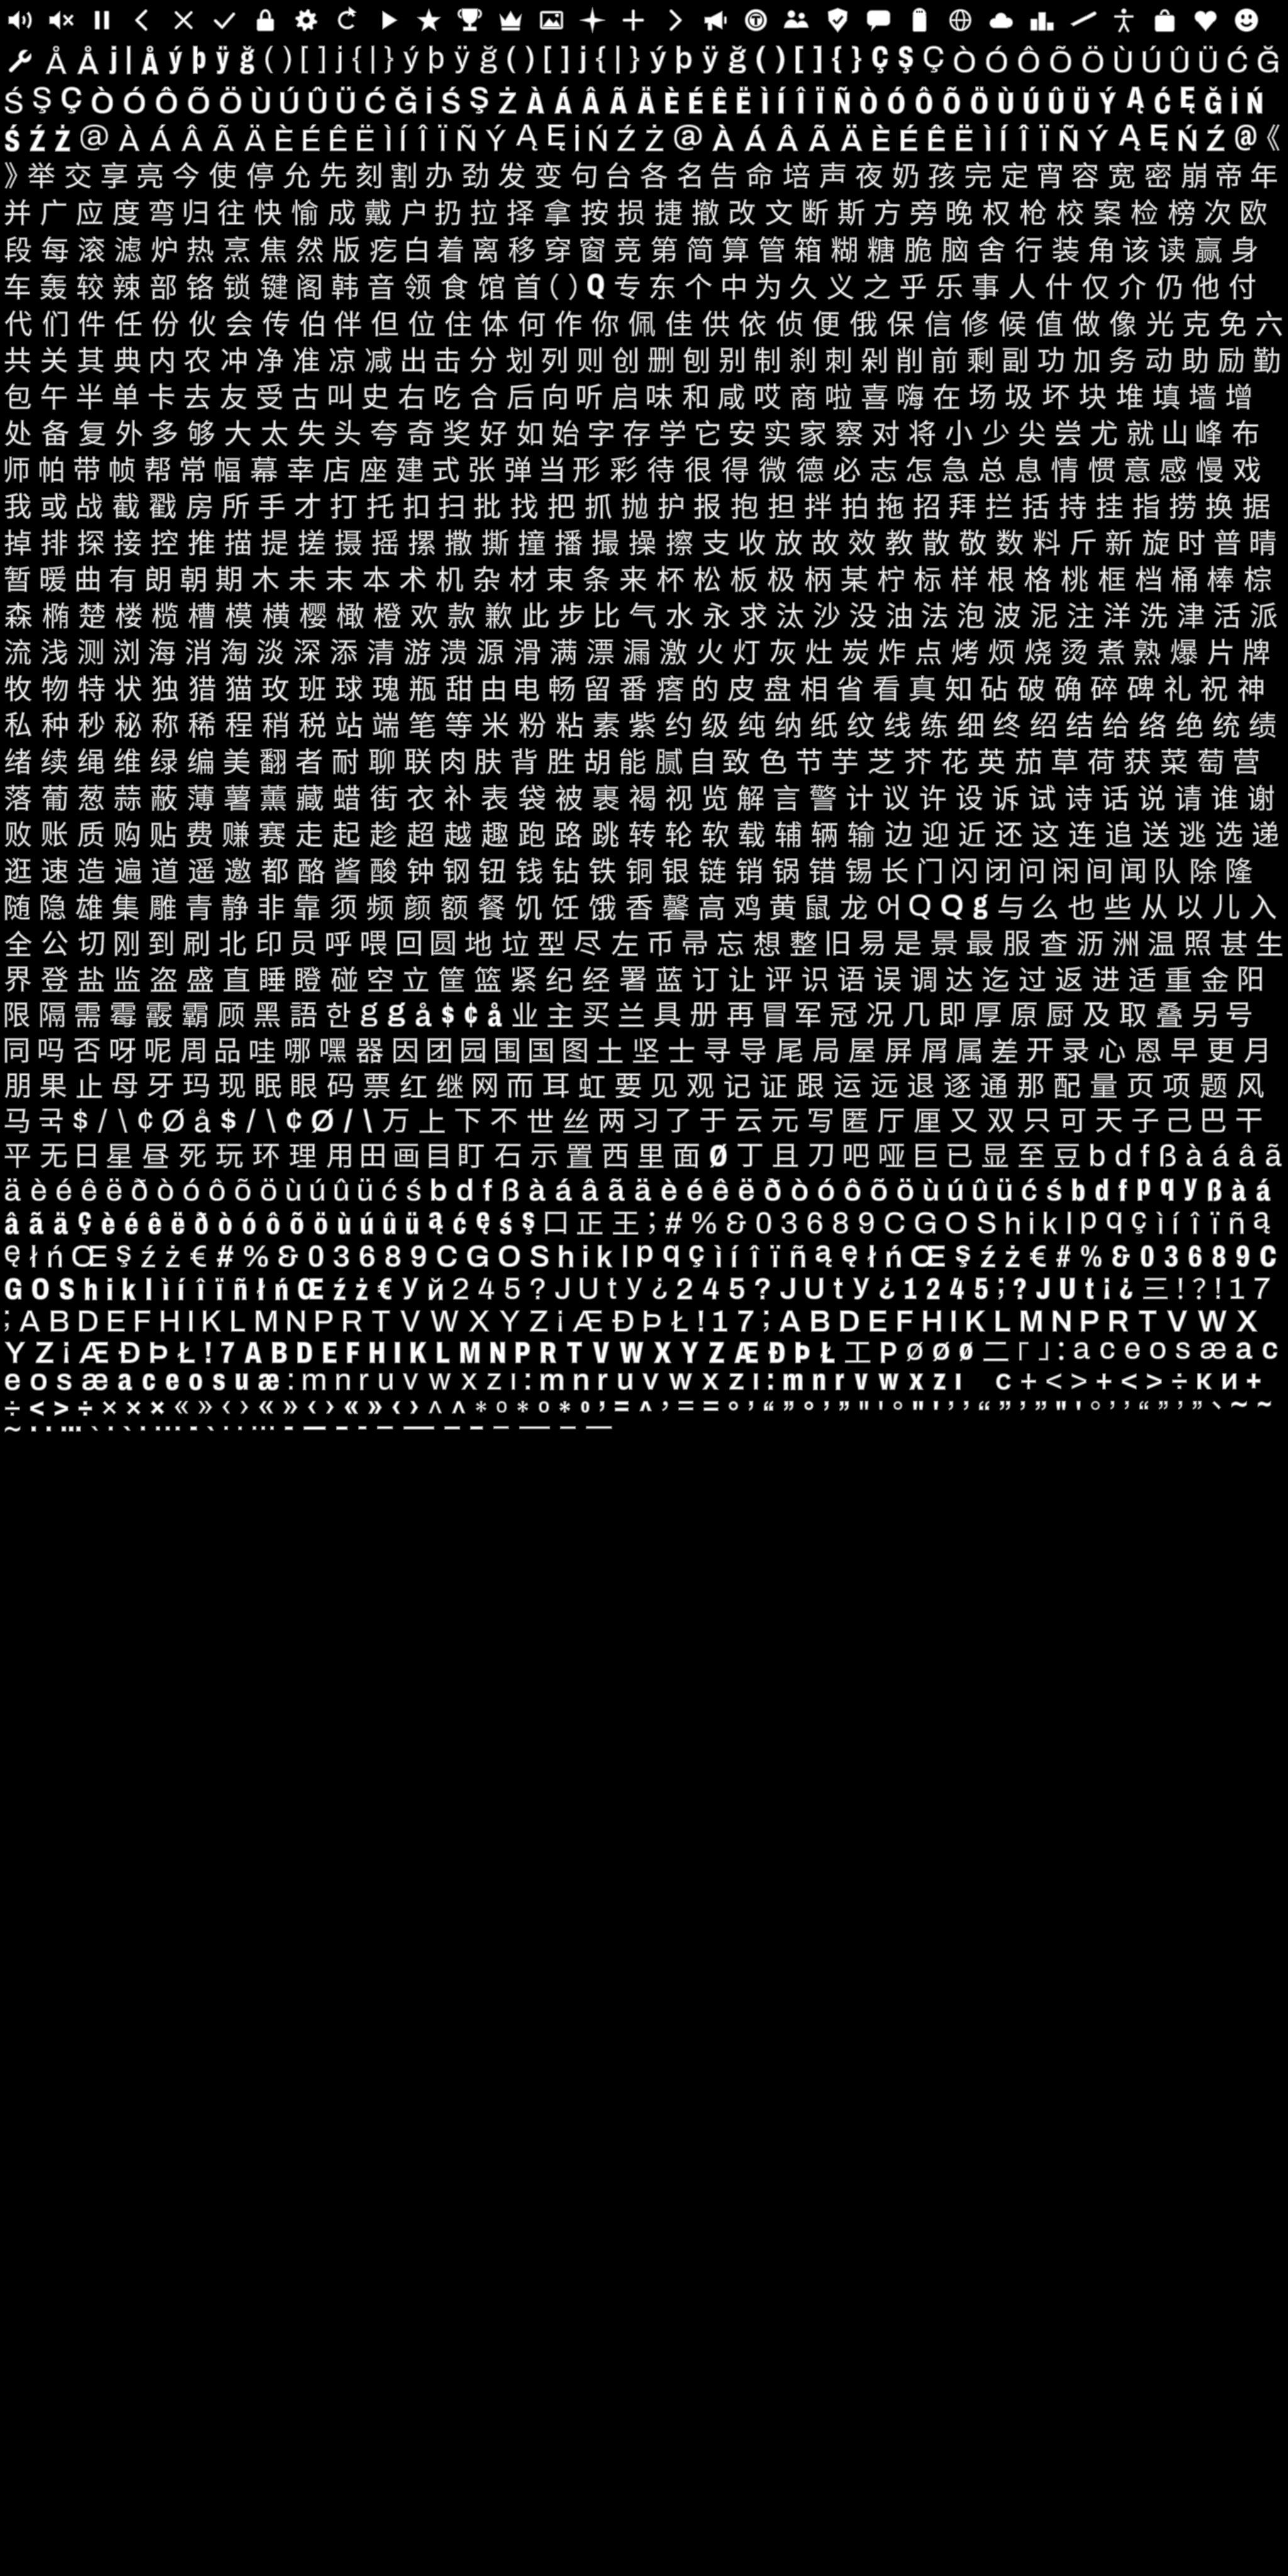 Å Å j | Å ý þ ÿ ğ ( ) [ ] j { | } ý þ ÿ ğ ( ) [ ] j { | } ý þ ÿ ğ ( ) [ ] { } Ç Ş Ç Ò Ó Ô Õ Ö Ù Ú Û Ü Ć Ğ
Ś Ş Ç Ò Ó Ô Õ Ö Ù Ú Û Ü Ć Ğ İ Ś Ş Ż À Á Â Ã Ä È É Ê Ë Ì Í Î Ï Ñ Ò Ó Ô Õ Ö Ù Ú Û Ü Ý Ą Ć Ę Ğ İ Ń
Ś Ź Ż @ À Á Â Ã Ä È É Ê Ë Ì Í Î Ï Ñ Ý Ą Ę İ Ń Ź Ż @ À Á Â Ã Ä È É Ê Ë Ì Í Î Ï Ñ Ý Ą Ę Ń Ź @ 《
》 举 交 享 亮 今 使 停 允 先 刻 割 办 劲 发 变 句 台 各 名 告 命 培 声 夜 奶 孩 完 定 宵 容 宽 密 崩 帝 年
并 广 应 度 弯 归 往 快 愉 成 戴 户 扔 拉 择 拿 按 损 捷 撤 改 文 断 斯 方 旁 晚 权 枪 校 案 检 榜 次 欧
段 每 滚 滤 炉 热 烹 焦 然 版 疙 白 着 离 移 穿 窗 竞 第 简 算 管 箱 糊 糖 脆 脑 舍 行 装 角 该 读 赢 身
车 轰 较 辣 部 铬 锁 键 阁 韩 音 领 食 馆 首 ( ) Q 专 东 个 中 为 久 义 之 乎 乐 事 人 什 仅 介 仍 他 付
代 们 件 任 份 伙 会 传 伯 伴 但 位 住 体 何 作 你 佩 佳 供 依 侦 便 俄 保 信 修 候 值 做 像 光 克 免 六
共 关 其 典 内 农 冲 净 准 凉 减 出 击 分 划 列 则 创 删 刨 别 制 刹 刺 剁 削 前 剩 副 功 加 务 动 助 励 勤
包 午 半 单 卡 去 友 受 古 叫 史 右 吃 合 后 向 听 启 味 和 咸 哎 商 啦 喜 嗨 在 场 圾 坏 块 堆 填 墙 增
处 备 复 外 多 够 大 太 失 头 夸 奇 奖 好 如 始 字 存 学 它 安 实 家 察 对 将 小 少 尖 尝 尤 就 山 峰 布
师 帕 带 帧 帮 常 幅 幕 幸 店 座 建 式 张 弹 当 形 彩 待 很 得 微 德 必 志 怎 急 总 息 情 惯 意 感 慢 戏
我 或 战 截 戳 房 所 手 才 打 托 扣 扫 批 找 把 抓 抛 护 报 抱 担 拌 拍 拖 招 拜 拦 括 持 挂 指 捞 换 据
掉 排 探 接 控 推 描 提 搓 摄 摇 摞 撒 撕 撞 播 撮 操 擦 支 收 放 故 效 教 散 敬 数 料 斤 新 旋 时 普 晴
暂 暖 曲 有 朗 朝 期 木 未 末 本 术 机 杂 材 束 条 来 杯 松 板 极 柄 某 柠 标 样 根 格 桃 框 档 桶 棒 棕
森 椭 楚 楼 榄 槽 模 横 樱 橄 橙 欢 款 歉 此 步 比 气 水 永 求 汰 沙 没 油 法 泡 波 泥 注 洋 洗 津 活 派
流 浅 测 浏 海 消 淘 淡 深 添 清 游 溃 源 滑 满 漂 漏 激 火 灯 灰 灶 炭 炸 点 烤 烦 烧 烫 煮 熟 爆 片 牌
牧 物 特 状 独 猎 猫 玫 班 球 瑰 瓶 甜 由 电 畅 留 番 瘩 的 皮 盘 相 省 看 真 知 砧 破 确 碎 碑 礼 祝 神
私 种 秒 秘 称 稀 程 稍 税 站 端 笔 等 米 粉 粘 素 紫 约 级 纯 纳 纸 纹 线 练 细 终 绍 结 给 络 绝 统 绩
绪 续 绳 维 绿 编 美 翻 者 耐 聊 联 肉 肤 背 胜 胡 能 腻 自 致 色 节 芋 芝 芥 花 英 茄 草 荷 获 菜 萄 营
落 葡 葱 蒜 蔽 薄 薯 薰 藏 蜡 街 衣 补 表 袋 被 裹 褐 视 览 解 言 警 计 议 许 设 诉 试 诗 话 说 请 谁 谢
败 账 质 购 贴 费 赚 赛 走 起 趁 超 越 趣 跑 路 跳 转 轮 软 载 辅 辆 输 边 迎 近 还 这 连 追 送 逃 选 递
逛 速 造 遍 道 遥 邀 都 酪 酱 酸 钟 钢 钮 钱 钻 铁 铜 银 链 销 锅 错 锡 长 门 闪 闭 问 闲 间 闻 队 除 隆
随 隐 雄 集 雕 青 静 非 靠 须 频 颜 额 餐 饥 饪 饿 香 馨 高 鸡 黄 鼠 龙 어 Q Q g 与 么 也 些 从 以 儿 入
全 公 切 刚 到 刷 北 印 员 呼 喂 回 圆 地 垃 型 尽 左 币 帚 忘 想 整 旧 易 是 景 最 服 查 沥 洲 温 照 甚 生
界 登 盐 监 盗 盛 直 睡 瞪 碰 空 立 筐 篮 紧 纪 经 署 蓝 订 让 评 识 语 误 调 达 迄 过 返 进 适 重 金 阳
限 隔 需 霉 霰 霸 顾 黑 語 한 g g å $ ¢ å 业 主 买 兰 具 册 再 冒 军 冠 况 几 即 厚 原 厨 及 取 叠 另 号
同 吗 否 呀 呢 周 品 哇 哪 嘿 器 因 团 园 围 国 图 土 坚 士 寻 导 尾 局 屋 屏 屑 属 差 开 录 心 恩 早 更 月
朋 果 止 母 牙 玛 现 眠 眼 码 票 红 继 网 而 耳 虹 要 见 观 记 证 跟 运 远 退 逐 通 那 配 量 页 项 题 风
马 국 $ / \ ¢ Ø å $ / \ ¢ Ø / \ 万 上 下 不 世 丝 两 习 了 于 云 元 写 匿 厅 厘 又 双 只 可 天 子 己 巴 干
平 无 日 星 昼 死 玩 环 理 用 田 画 目 盯 石 示 置 西 里 面 Ø 丁 且 刀 吧 哑 巨 已 显 至 豆 b d f ß à á â ã
ä è é ê ë ð ò ó ô õ ö ù ú û ü ć ś b d f ß à á â ã ä è é ê ë ð ò ó ô õ ö ù ú û ü ć ś b d f p q y ß à á
â ã ä ç è é ê ë ð ò ó ô õ ö ù ú û ü ą ć ę ś ş 口 正 王 ; # % & 0 3 6 8 9 C G O S h i k l p q ç ì í î ï ñ ą
ę ł ń Œ ş ź ż € # % & 0 3 6 8 9 C G O S h i k l p q ç ì í î ï ñ ą ę ł ń Œ ş ź ż € # % & 0 3 6 8 9 C
G O S h i k l ì í î ï ñ ł ń Œ ź ż € У й 2 4 5 ? J U t y ¿ 2 4 5 ? J U t y ¿ 1 2 4 5 ; ? J U t ¡ ¿ 三 ! ? ! 1 7
; A B D E F H I K L M N P R T V W X Y Z ¡ Æ Ð Þ Ł ! 1 7 ; A B D E F H I K L M N P R T V W X
Y Z ¡ Æ Ð Þ Ł ! 7 A B D E F H I K L M N P R T V W X Y Z Æ Ð Þ Ł 工 Р ø ø ø 二 「 」 : a c e o s æ a c
e o s æ a c e o s u æ : m n r u v w x z ı : m n r u v w x z ı : m n r v w x z ı с + < > + < > ÷ к и +
÷ < > ÷ × × × « » ‹ › « » ‹ › « » ‹ › ^ ^ * º * º * º ’ = ^ ’ = = ° ’ “ ” ° ’ ” " ' ° " ' ’ ’ “ ” ’ ” " ' ° ’ ’ “ ” ’ ” ` ~ ~